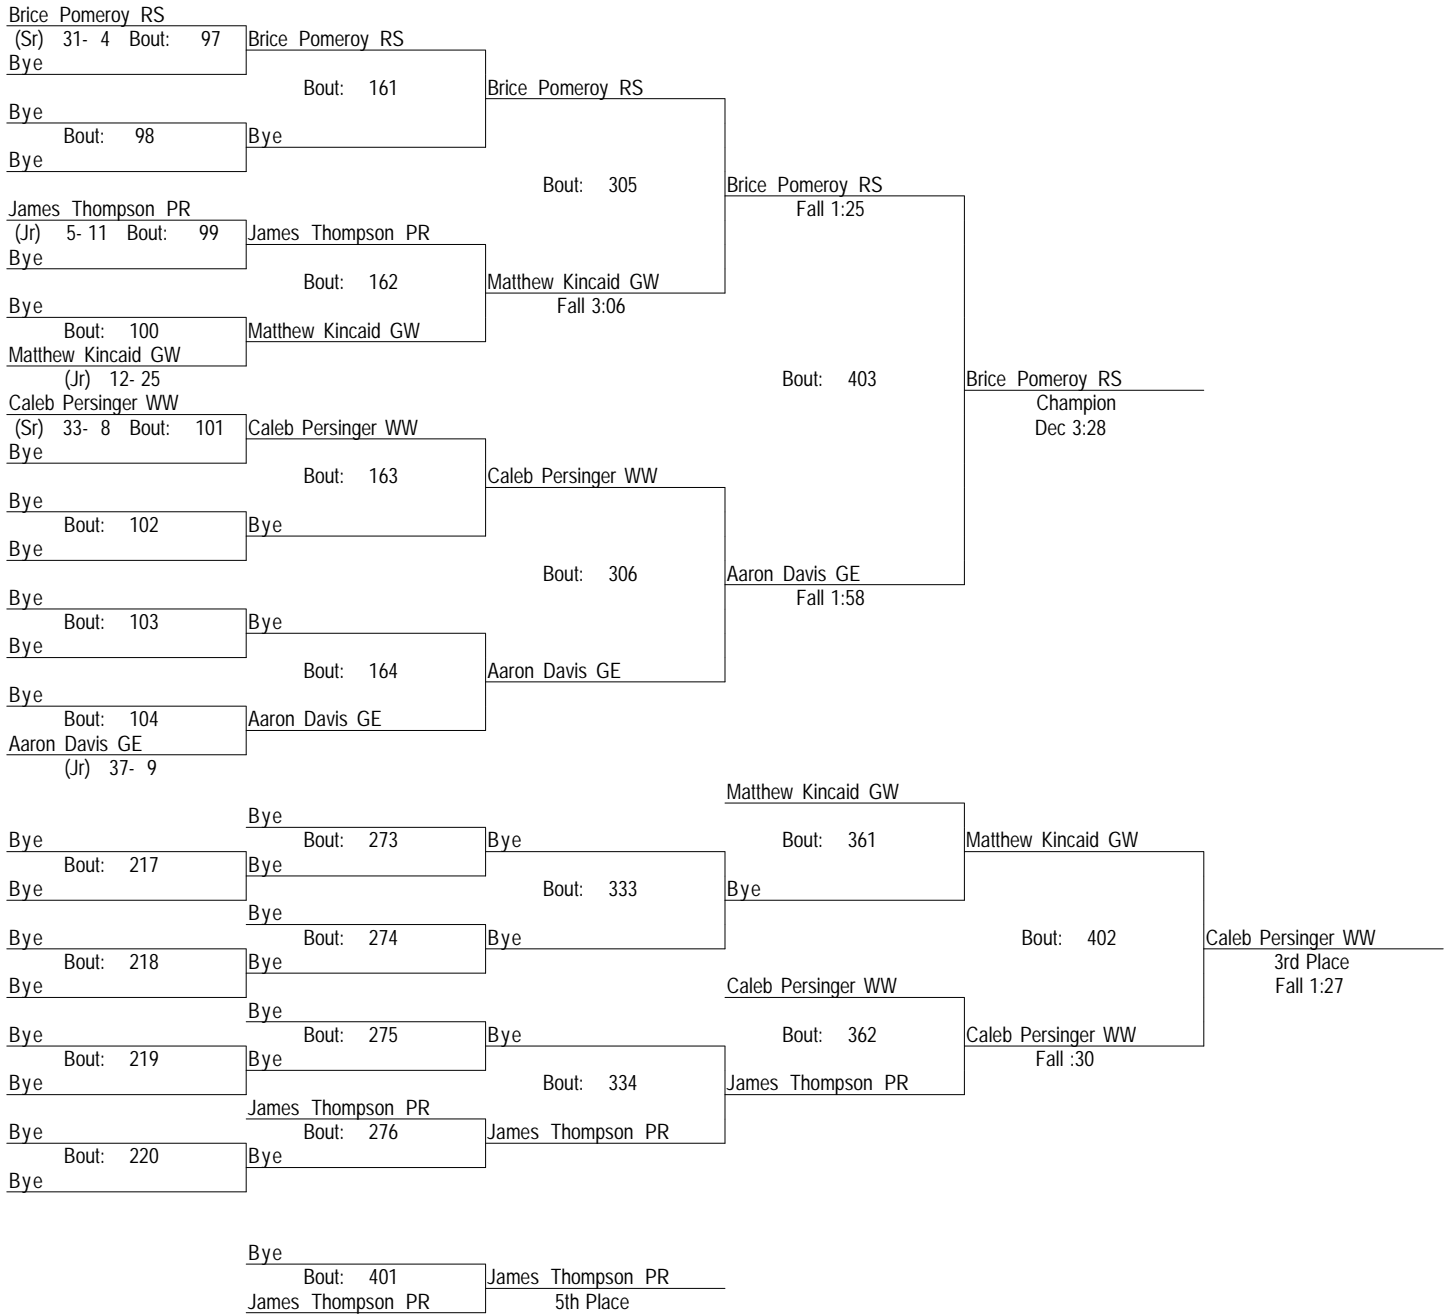 Brice Pomeroy RS
(Sr) 31- 4 Bout: 97 Brice Pomeroy RS
Bye
Bout: 161 Brice Pomeroy RS
Bye
Bout: 98 Bye
Bye
Bout: 305 Brice Pomeroy RS
James Thompson PR Fall 1:25
(Jr) 5- 11 Bout: 99 James Thompson PR
Bye
Bout: 162 Matthew Kincaid GW
Bye Fall 3:06
Bout: 100 Matthew Kincaid GW
Matthew Kincaid GW
(Jr) 12- 25 Bout: 403 Brice Pomeroy RS
Caleb Persinger WW Champion
(Sr) 33- 8 Bout: 101 Caleb Persinger WW Dec 3:28
Bye
Bout: 163 Caleb Persinger WW
Bye
Bout: 102 Bye
Bye
Bout: 306 Aaron Davis GE
Bye Fall 1:58
Bout: 103 Bye
Bye
Bout: 164 Aaron Davis GE
Bye
Bout: 104 Aaron Davis GE
Aaron Davis GE
(Jr) 37- 9
Matthew Kincaid GW
Bye
Bye Bout: 273 Bye Bout: 361 Matthew Kincaid GW
Bout: 217 Bye
Bye Bout: 333 Bye
Bye
Bye Bout: 274 Bye Bout: 402 Caleb Persinger WW
Bout: 218 Bye 3rd Place
Bye Caleb Persinger WW Fall 1:27
Bye
Bye Bout: 275 Bye Bout: 362 Caleb Persinger WW
Bout: 219 Bye Fall :30
Bye Bout: 334 James Thompson PR
James Thompson PR
Bye Bout: 276 James Thompson PR
Bout: 220 Bye
Bye
Bye
Bout: 401 James Thompson PR
James Thompson PR 5th Place